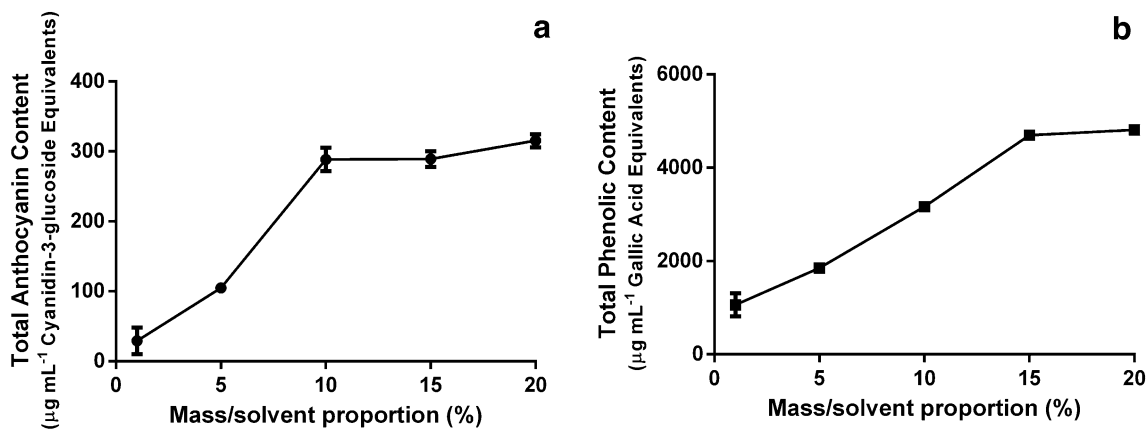 a
Total Anthocyanin Content
(µg mL-1 Cyanidin-3-glucoside Equivalents)
400
300
200
100
0
0 5 10 15 20
Mass/solvent proportion (%)
b
Total Phenolic Content
(µg mL-1 Gallic Acid Equivalents)
6000
4000
2000
0
0 5 10 15 20
Mass/solvent proportion (%)